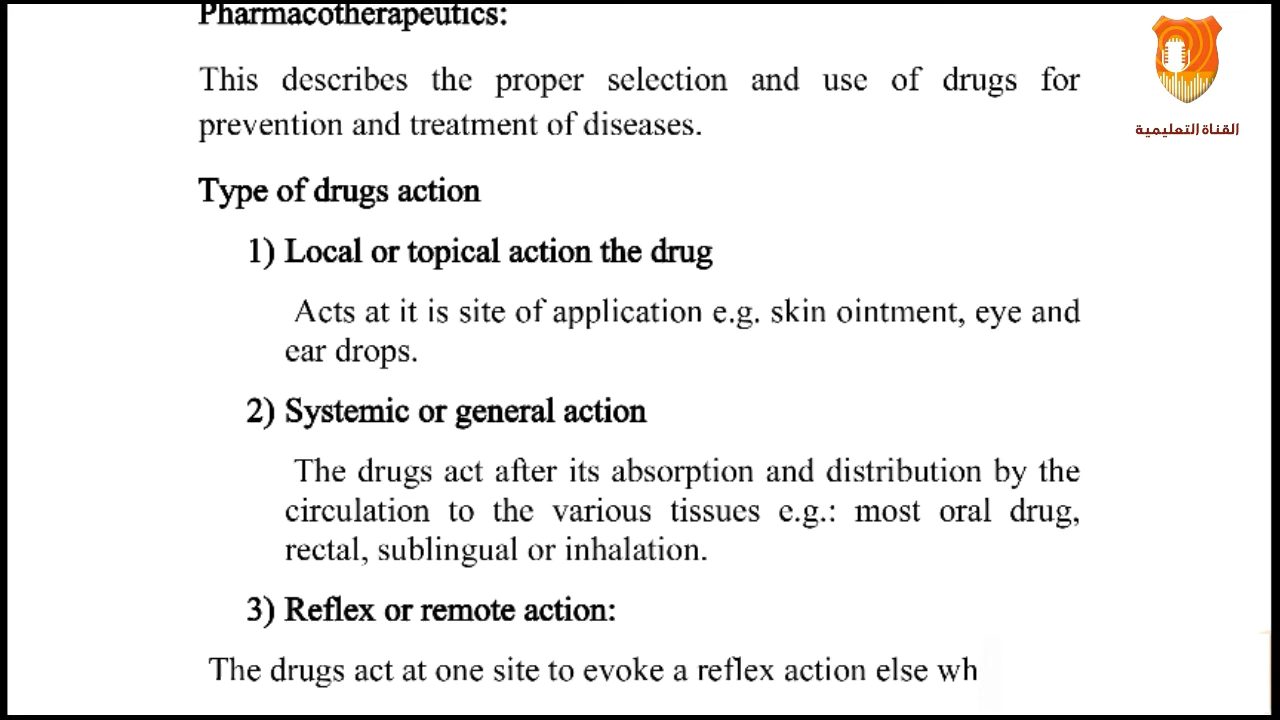 Pharmacotherapeutics:
This describes the proper selection and use of drugs for
prevention and treatment of diseases.
Type of drugs action
1) Local or topical action the drug
Acts at it is site of application e.g. skin ointment, eye and
ear drops.
2) Systemic or general action
The drugs act after its absorption and distribution by the
circulation to the various tissues e.g.: most oral drug,
rectal, sublingual or inhalation.
3) Reflex or remote action:
The drugs act at one site to evoke a reflex action else wh
القناة التعليمية